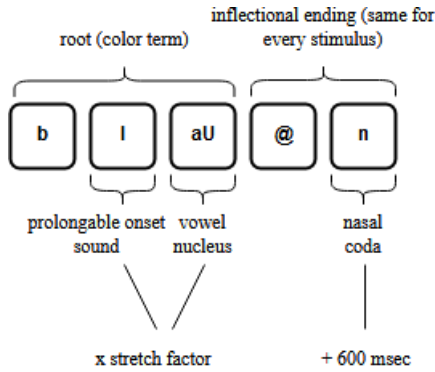 inflectional ending (same for
every stimulus)
root (color term)
b l aU @ n
prolongable onset
sound
vowel
nucleus
nasal
coda
x stretch factor
+ 600 msec